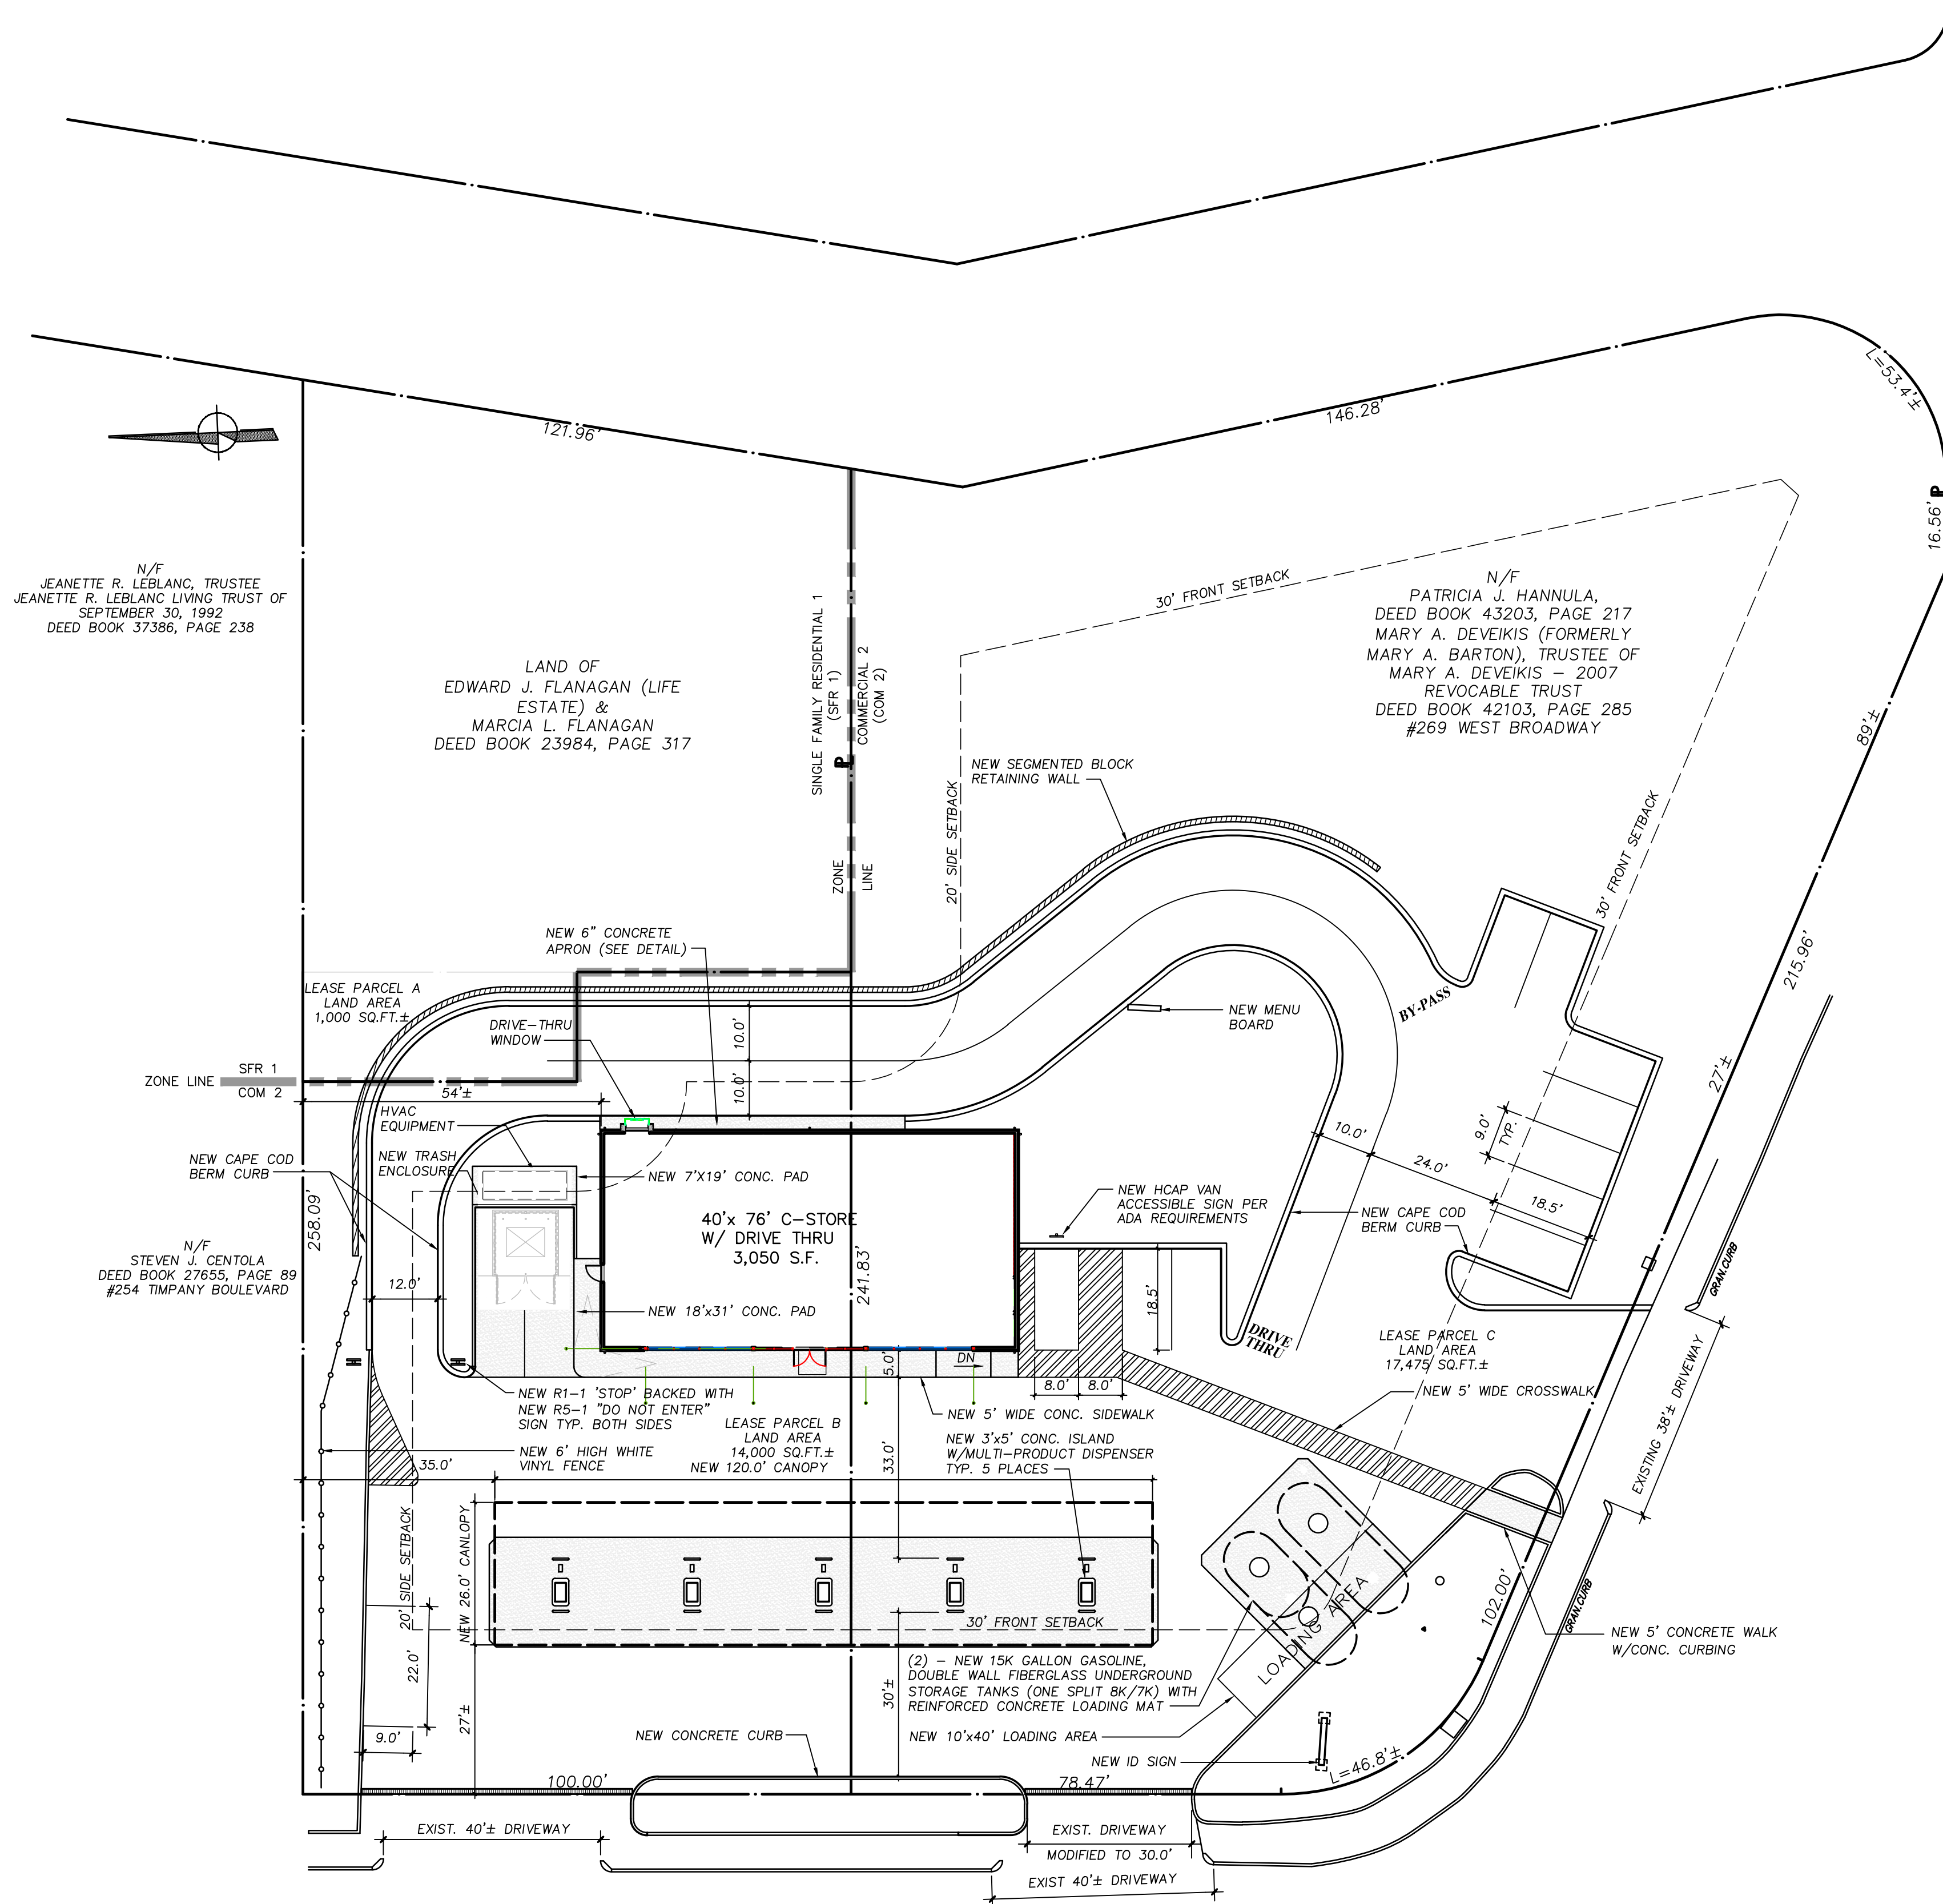 L=53.4'±
146.28'
121.96'
16.56'
P
N/F
JEANETTE R. LEBLANC, TRUSTEE
JEANETTE R. LEBLANC LIVING TRUST OF
SEPTEMBER 30, 1992
DEED BOOK 37386, PAGE 238
30' FRONT SETBACK
N/F
PATRICIA J. HANNULA,
DEED BOOK 43203, PAGE 217
MARY A. DEVEIKIS (FORMERLY
MARY A. BARTON), TRUSTEE OF
MARY A. DEVEIKIS – 2007
REVOCABLE TRUST
DEED BOOK 42103, PAGE 285
#269 WEST BROADWAY
LAND OF
EDWARD J. FLANAGAN (LIFE
ESTATE) &
MARCIA L. FLANAGAN
DEED BOOK 23984, PAGE 317
SINGLE FAMILY RESIDENTIAL 1
(SFR 1)
COMMERCIAL 2
(COM 2)
89'±
NEW SEGMENTED BLOCK
RETAINING WALL
20' SIDE SETBACK
30' FRONT SETBACK
ZONE
LINE
NEW 6" CONCRETE
APRON (SEE DETAIL)
215.96'
LEASE PARCEL A
LAND AREA
1,000 SQ.FT.±
DRIVE–THRU
WINDOW
10.0'
10.0'
NEW MENU
BOARD
BY-PASS
27'±
ZONE LINE
SFR 1
COM 2
54'±
HVAC
EQUIPMENT
NEW TRASH
ENCLOSURE
NEW CAPE COD
BERM CURB
NEW 7'X19' CONC. PAD
9.0'
TYP.
10.0'
24.0'
18.5'
258.09'
40'x 76' C–STORE
W/ DRIVE THRU
3,050 S.F.
241.83'
NEW HCAP VAN
ACCESSIBLE SIGN PER
ADA REQUIREMENTS
NEW CAPE COD
BERM CURB
N/F
STEVEN J. CENTOLA
DEED BOOK 27655, PAGE 89
#254 TIMPANY BOULEVARD
12.0'
NEW 18'x31' CONC. PAD
18.5'
DRIVE
THRU
GRAN.CURB
LEASE PARCEL C
LAND AREA
17,475 SQ.FT.±
DN
5.0'
8.0'
8.0'
EXISTING 38'± DRIVEWAY
NEW 5' WIDE CROSSWALK
NEW R1–1 'STOP' BACKED WITH
NEW R5–1 "DO NOT ENTER"
SIGN TYP. BOTH SIDES
LEASE PARCEL B
LAND AREA
14,000 SQ.FT.±
NEW 120.0' CANOPY
NEW 5' WIDE CONC. SIDEWALK
NEW 3'x5' CONC. ISLAND
W/MULTI–PRODUCT DISPENSER
TYP. 5 PLACES
NEW 6' HIGH WHITE
VINYL FENCE
35.0'
33.0'
20' SIDE SETBACK
NEW 26.0' CANLOPY
30' FRONT SETBACK
LOADING AREA
102.00'
GRAN.CURB
NEW 5' CONCRETE WALK
W/CONC. CURBING
22.0'
27'±
30'±
(2) – NEW 15K GALLON GASOLINE,
DOUBLE WALL FIBERGLASS UNDERGROUND
STORAGE TANKS (ONE SPLIT 8K/7K) WITH
REINFORCED CONCRETE LOADING MAT
9.0'
NEW CONCRETE CURB
NEW 10'x40' LOADING AREA
NEW ID SIGN
L=46.8'±
100.00'
78.47'
EXIST. 40'± DRIVEWAY
EXIST. DRIVEWAY
MODIFIED TO 30.0'
EXIST 40'± DRIVEWAY